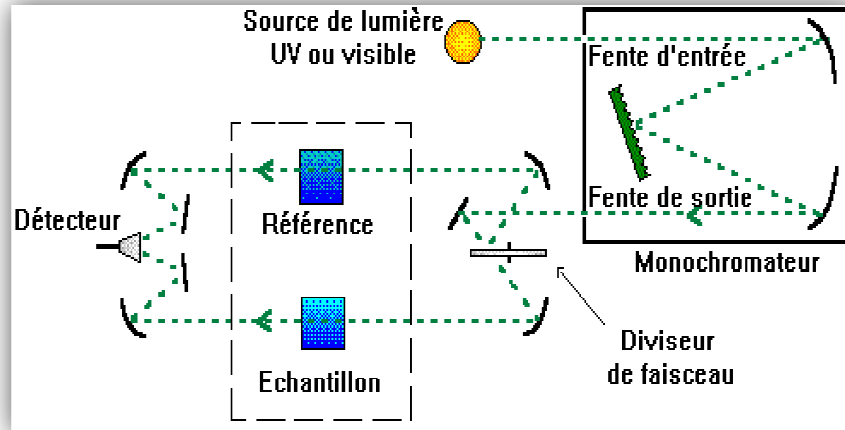 Source de lumière
UV ou visible
Fente d'entrée
Fente de sortie
Monochromateur
Détecteur
Référence
Echantillon
Diviseur
de faisceau